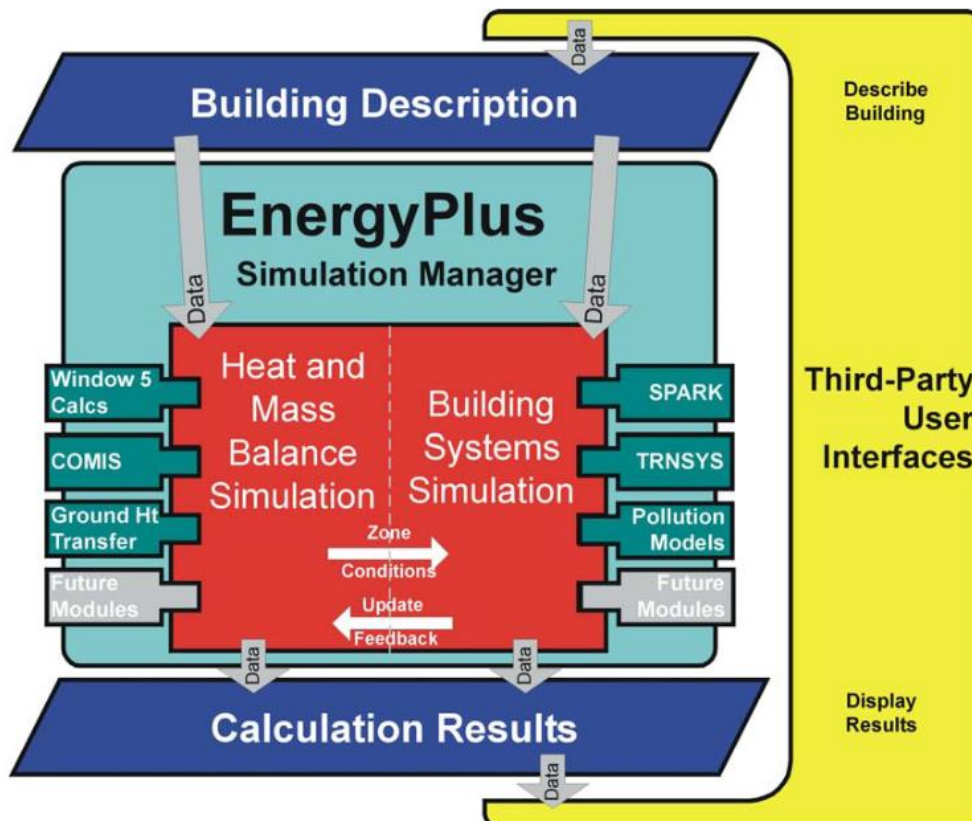 Data
Building Description
Describe
Building
EnergyPlus
Simulation Manager
Data
Data
Heat and
Mass
Balance
Simulation
Building
Systems
Simulation
Window 5
Calcs
COMIS
Ground Ht
Transfer
Future
Modules
SPARK
TRNSYS
Pollution
Models
Future
Modules
Zone
Conditions
Update
Feedback
Third-Party
User
Interfaces
Data
Data
Calculation Results
Display
Results
Data